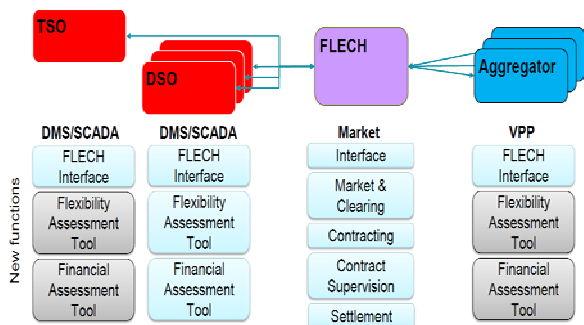 TSO
DSO
FLECH
Aggregator
DMS/SCADA
DMS/SCADA
Market
VPP
New functions
FLECH
Interface
Flexibility
Assessment
Tool
Financial
Assessment
Tool
FLECH
Interface
Flexibility
Assessment
Tool
Financial
Assessment
Tool
Interface
Market &
Clearing
Contracting
Contract
Supervision
Settlement
FLECH
Interface
Flexibility
Assessment
Tool
Financial
Assessment
Tool